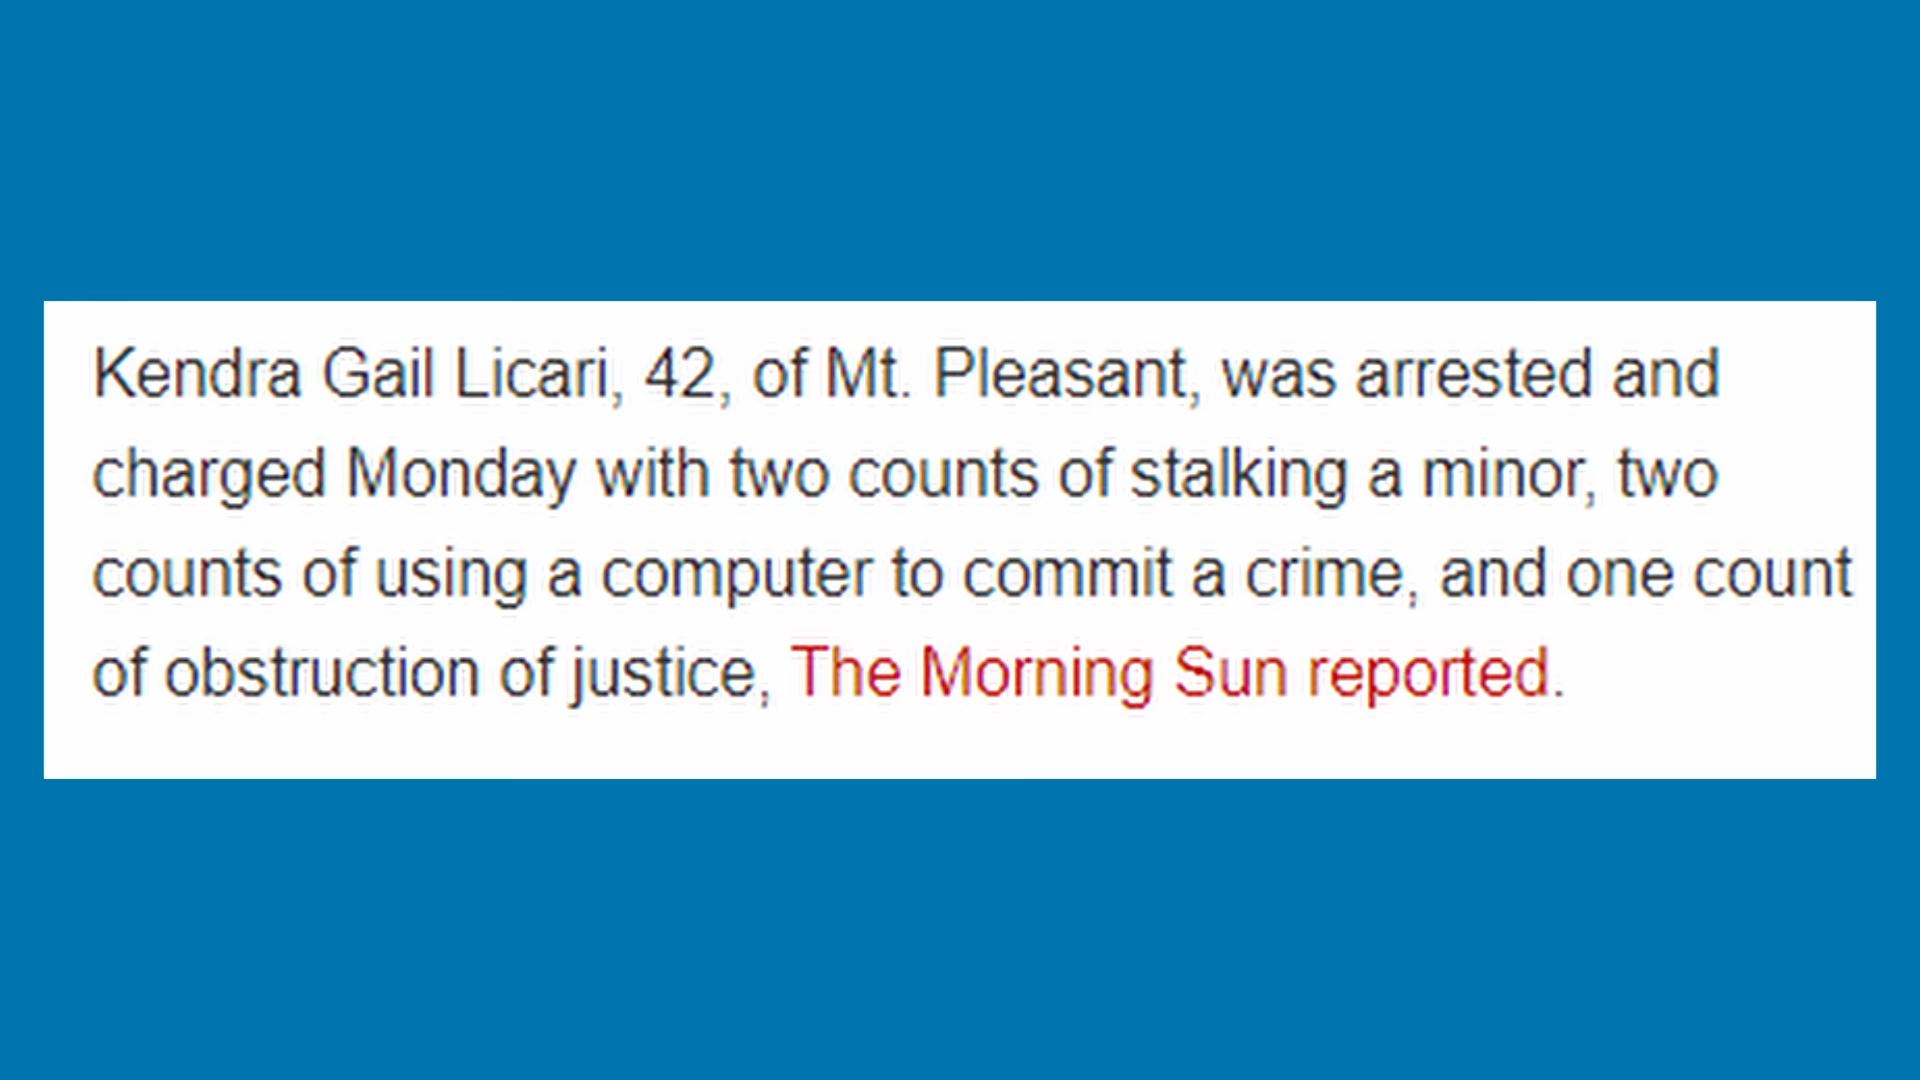 Kendra Gail Licari, 42, of Mt. Pleasant, was arrested and
charged Monday with two counts of stalking a minor, two
counts of using a computer to commit a crime, and one count
of obstruction of justice, The Morning Sun reported.